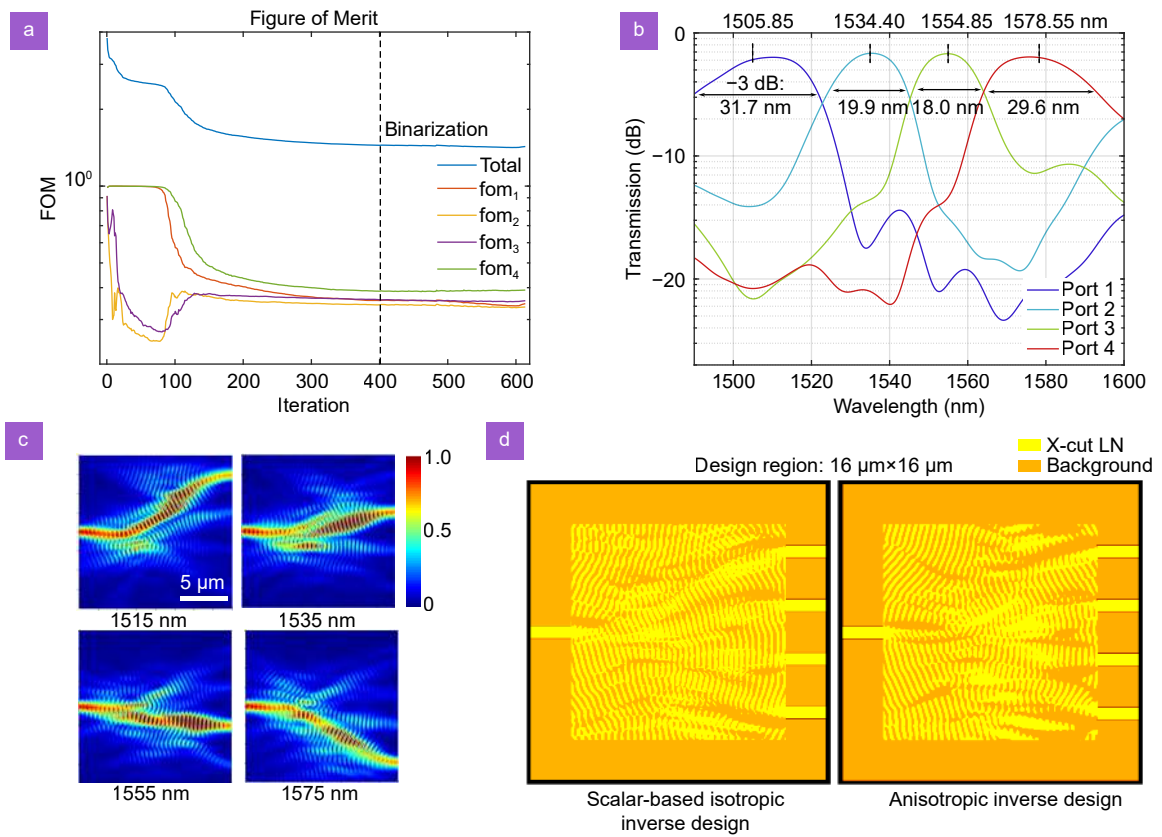 a
Figure of Merit
FOM
10⁰
Binarization
Total
fom₁
fom₂
fom₃
fom₄
0 100 200 300 400 500 600
Iteration
b
1505.85 1534.40 1554.85 1578.55 nm
0
−10
−20
Transmission (dB)
−3 dB:
31.7 nm 19.9 nm 18.0 nm 29.6 nm
Port 1
Port 2
Port 3
Port 4
1500 1520 1540 1560 1580 1600
Wavelength (nm)
c
1.0
0.5
0
5 μm
1515 nm 1535 nm
1555 nm 1575 nm
d
X-cut LN
Background
Design region: 16 μm×16 μm
Scalar-based isotropic
inverse design
Anisotropic inverse design